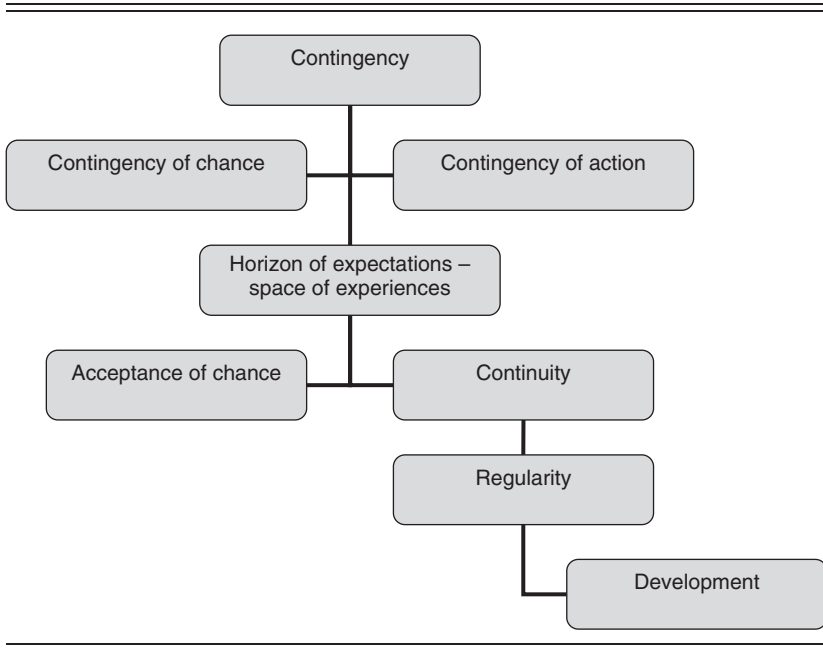 Contingency
Contingency of chance
Contingency of action
Horizon of expectations –
space of experiences
Acceptance of chance
Continuity
Regularity
Development